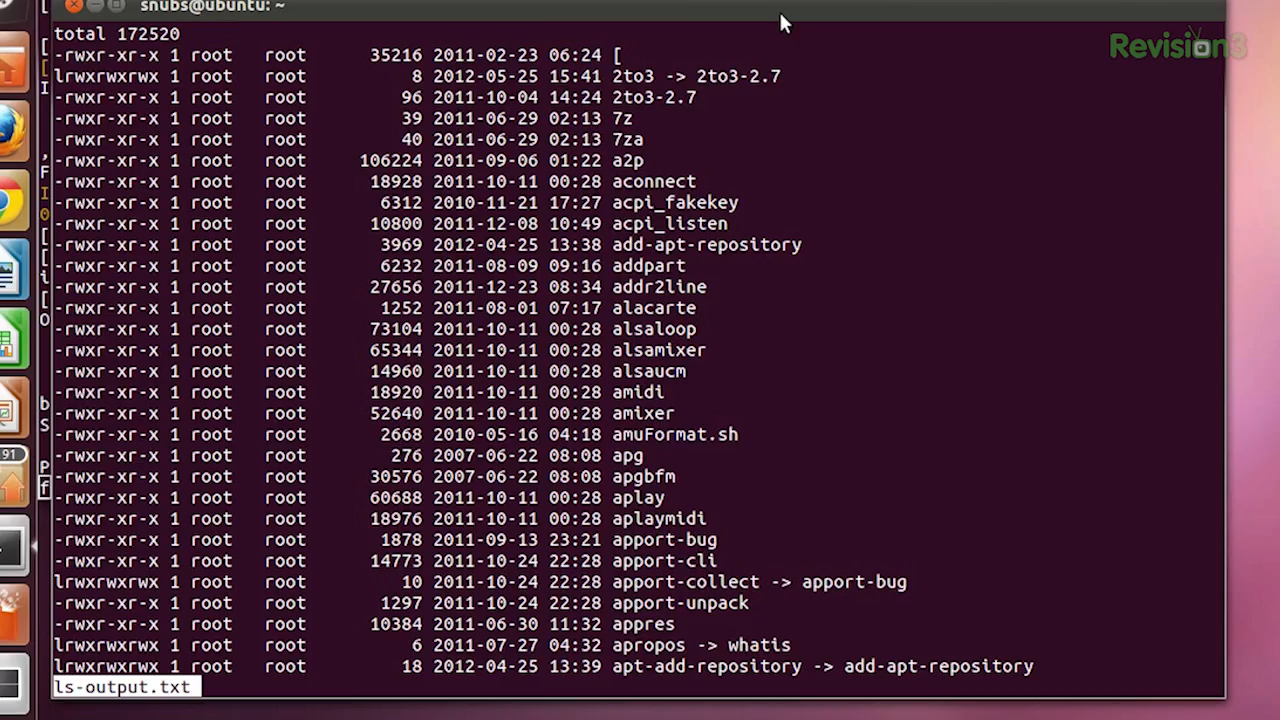 snubs@ubuntu: ~
Revision3
total 172520
-rwxr-xr-x 1 root   root      35216 2011-02-23 06:24 [
lrwxrwxrwx 1 root   root          8 2012-05-25 15:41 2to3 -> 2to3-2.7
-rwxr-xr-x 1 root   root         96 2011-10-04 14:24 2to3-2.7
-rwxr-xr-x 1 root   root         39 2011-06-29 02:13 7z
-rwxr-xr-x 1 root   root         40 2011-06-29 02:13 7za
-rwxr-xr-x 1 root   root     106224 2011-09-06 01:22 a2p
-rwxr-xr-x 1 root   root      18928 2011-10-11 00:28 aconnect
-rwxr-xr-x 1 root   root       6312 2010-11-21 17:27 acpi_fakekey
-rwxr-xr-x 1 root   root      10800 2011-12-08 10:49 acpi_listen
-rwxr-xr-x 1 root   root       3969 2012-04-25 13:38 add-apt-repository
-rwxr-xr-x 1 root   root       6232 2011-08-09 09:16 addpart
-rwxr-xr-x 1 root   root      27656 2011-12-23 08:34 addr2line
-rwxr-xr-x 1 root   root       1252 2011-08-01 07:17 alacarte
-rwxr-xr-x 1 root   root      73104 2011-10-11 00:28 alsaloop
-rwxr-xr-x 1 root   root      65344 2011-10-11 00:28 alsamixer
-rwxr-xr-x 1 root   root      14960 2011-10-11 00:28 alsaucm
-rwxr-xr-x 1 root   root      18920 2011-10-11 00:28 amidi
-rwxr-xr-x 1 root   root      52640 2011-10-11 00:28 amixer
-rwxr-xr-x 1 root   root       2668 2010-05-16 04:18 amuFormat.sh
-rwxr-xr-x 1 root   root        276 2007-06-22 08:08 apg
-rwxr-xr-x 1 root   root      30576 2007-06-22 08:08 apgbfm
-rwxr-xr-x 1 root   root      60688 2011-10-11 00:28 aplay
-rwxr-xr-x 1 root   root      18976 2011-10-11 00:28 aplaymidi
-rwxr-xr-x 1 root   root       1878 2011-09-13 23:21 apport-bug
-rwxr-xr-x 1 root   root      14773 2011-10-24 22:28 apport-cli
lrwxrwxrwx 1 root   root         10 2011-10-24 22:28 apport-collect -> apport-bug
-rwxr-xr-x 1 root   root       1297 2011-10-24 22:28 apport-unpack
-rwxr-xr-x 1 root   root      10384 2011-06-30 11:32 appres
lrwxrwxrwx 1 root   root          6 2011-07-27 04:32 apropos -> whatis
lrwxrwxrwx 1 root   root         18 2012-04-25 13:39 apt-add-repository -> add-apt-repository
ls-output.txt
91